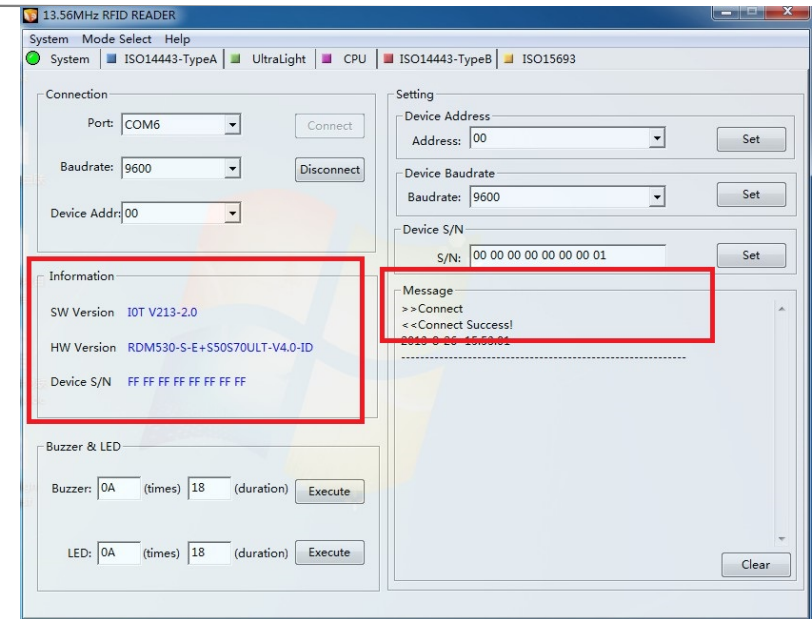 13.56MHz RFID READER
System Mode Select Help
System ISO14443-TypeA UltraLight CPU ISO14443-TypeB ISO15693
Connection
Port: COM6 Connect
Baudrate: 9600 Disconnect
Device Addr: 00
Information
SW Version I0T V213-2.0
HW Version RDM530-S-E+S50S70ULT-V4.0-ID
Device S/N FF FF FF FF FF FF FF FF
Buzzer & LED
Buzzer: 0A (times) 18 (duration) Execute
LED: 0A (times) 18 (duration) Execute
Setting
Device Address
Address: 00 Set
Device Baudrate
Baudrate: 9600 Set
Device S/N
S/N: 00 00 00 00 00 00 00 01 Set
Message
>>Connect
<<Connect Success!
Clear